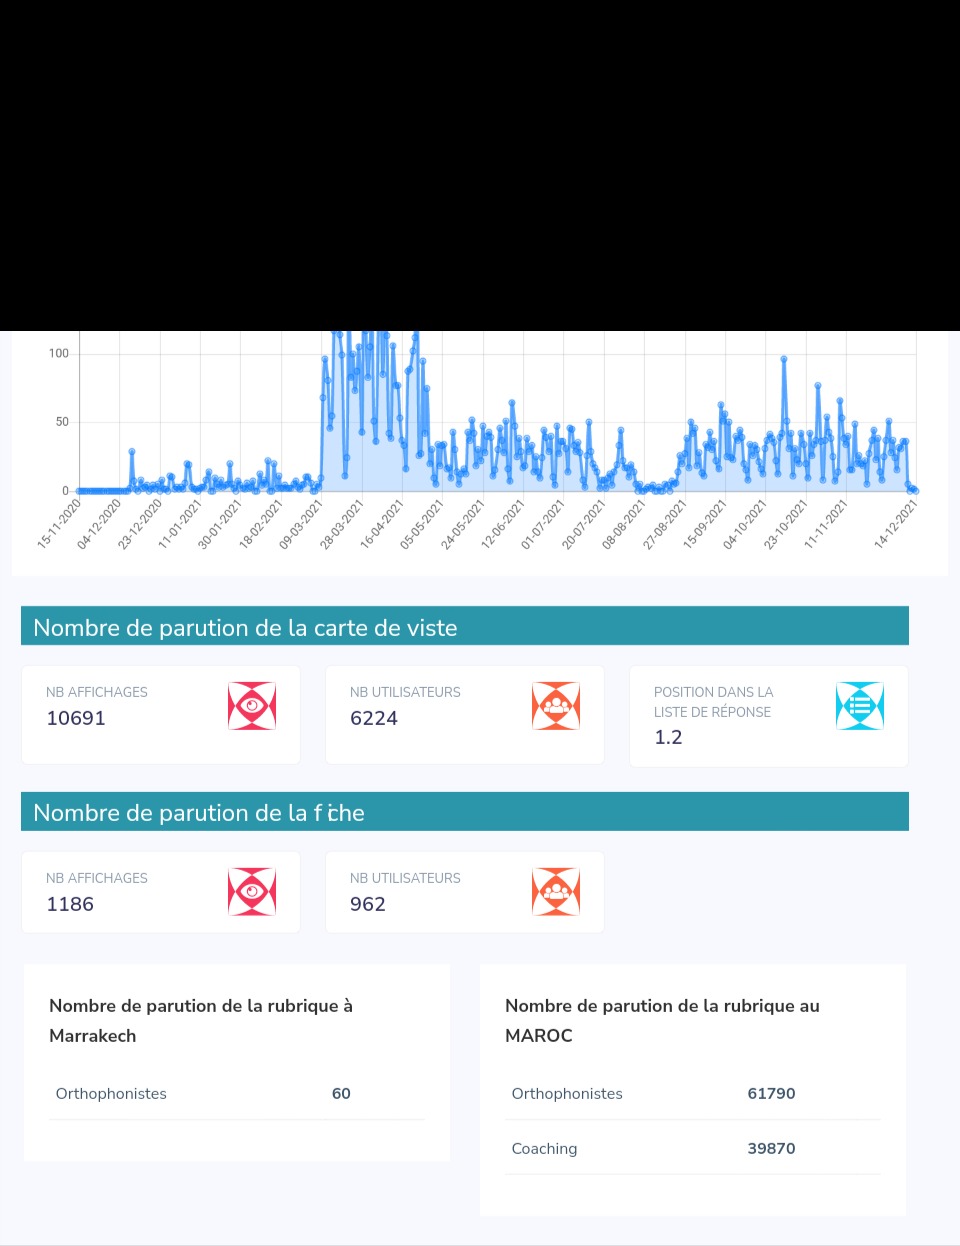 100
50
0
15-11-2020
04-12-2020
23-12-2020
11-01-2021
30-01-2021
18-02-2021
09-03-2021
28-03-2021
16-04-2021
05-05-2021
24-05-2021
12-06-2021
01-07-2021
20-07-2021
08-08-2021
27-08-2021
15-09-2021
04-10-2021
23-10-2021
11-11-2021
14-12-2021
Nombre de parution de la carte de viste
NB AFFICHAGES
10691
NB UTILISATEURS
6224
POSITION DANS LA
LISTE DE RÉPONSE
1.2
Nombre de parution de la fiche
NB AFFICHAGES
1186
NB UTILISATEURS
962
Nombre de parution de la rubrique à
Marrakech
Orthophonistes 60
Nombre de parution de la rubrique au
MAROC
Orthophonistes 61790
Coaching 39870